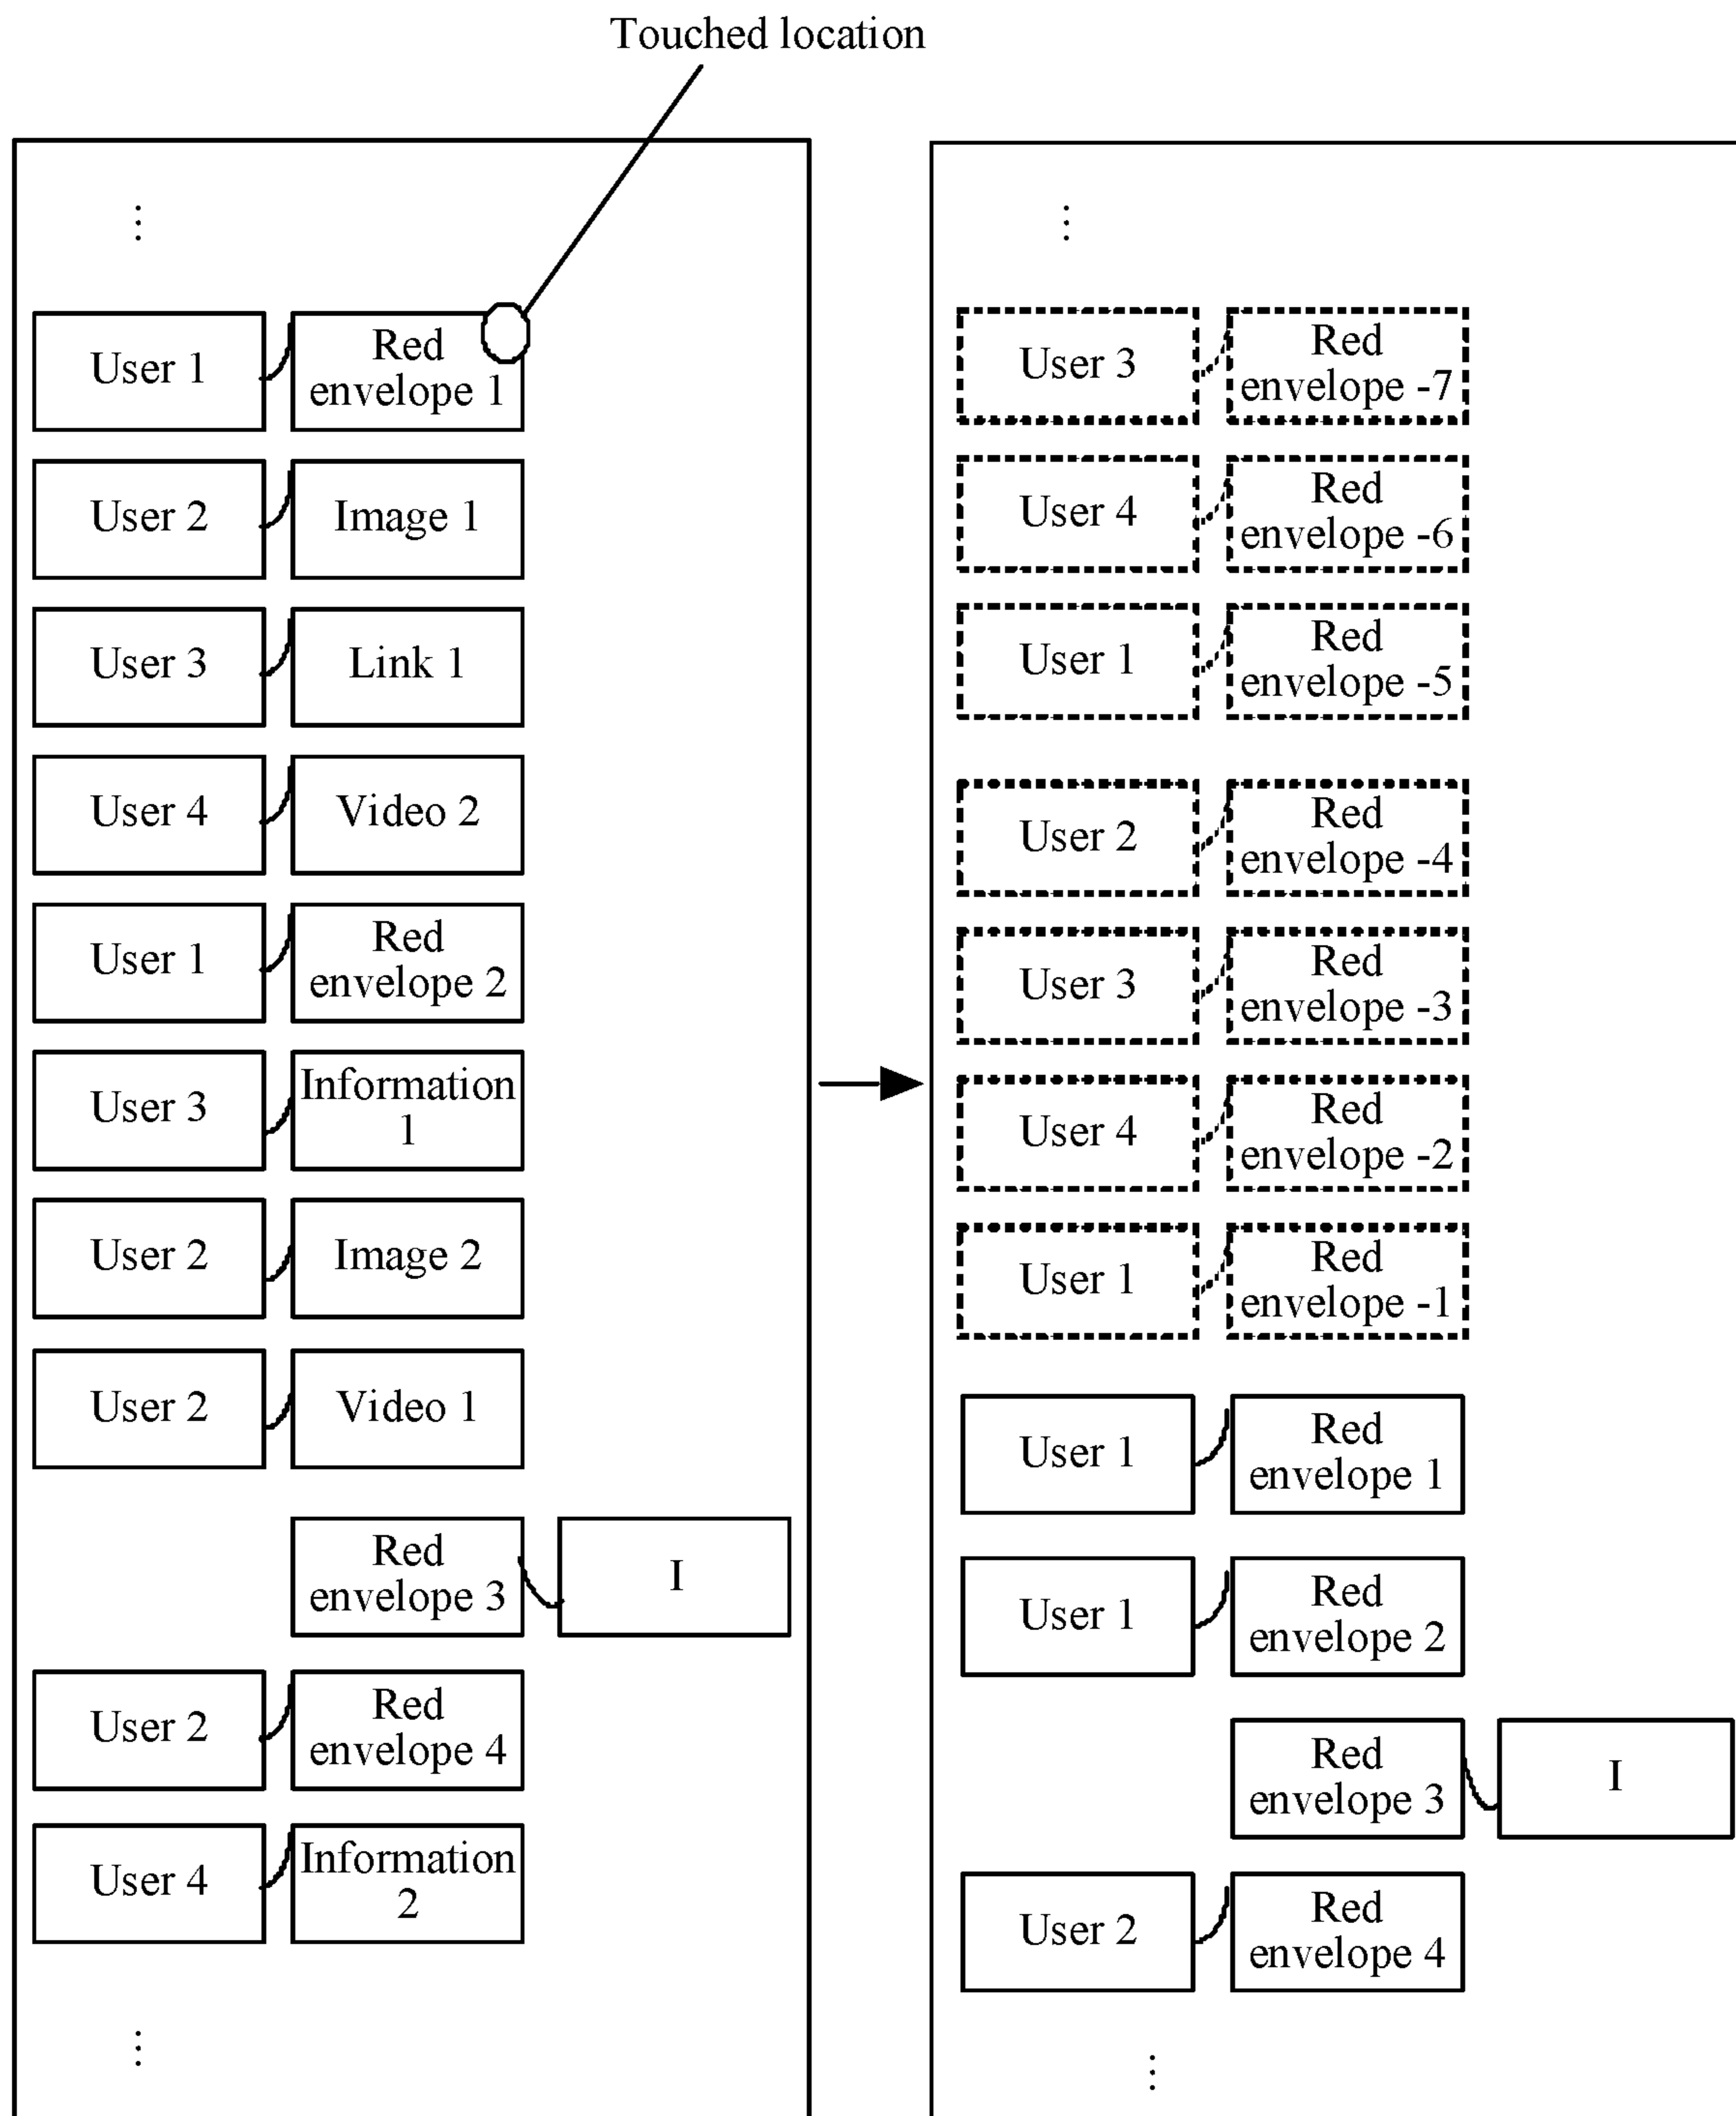 Touched location
⋮
User 1
Red
envelope 1
User 2
Image 1
User 3
Link 1
User 4
Video 2
User 1
Red
envelope 2
User 3
Information
1
User 2
Image 2
User 2
Video 1
Red
envelope 3
I
User 2
Red
envelope 4
User 4
Information
2
⋮
⋮
User 3
Red
envelope -7
User 4
Red
envelope -6
User 1
Red
envelope -5
User 2
Red
envelope -4
User 3
Red
envelope -3
User 4
Red
envelope -2
User 1
Red
envelope -1
User 1
Red
envelope 1
User 1
Red
envelope 2
Red
envelope 3
I
User 2
Red
envelope 4
⋮